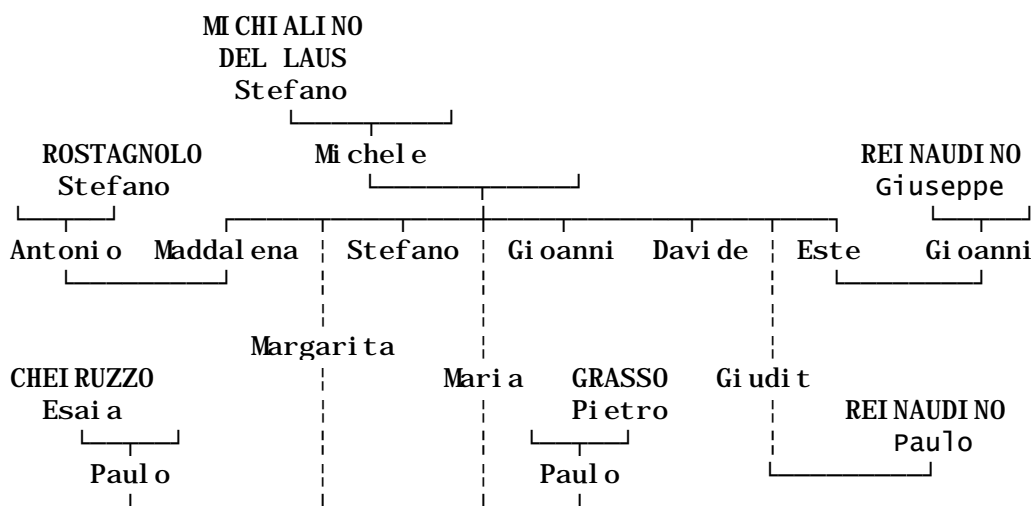 MICHIALINO
DEL LAUS
Stefano
ROSTAGNOLO Michele REINAUDINO
Stefano Giuseppe
Antonio Maddalena Stefano Gioanni Davide Este Gioanni
Margarita
CHEIRUZZO Maria GRASSO Giudit
Esaia Pietro REINAUDINO
Paulo
Paulo Paulo